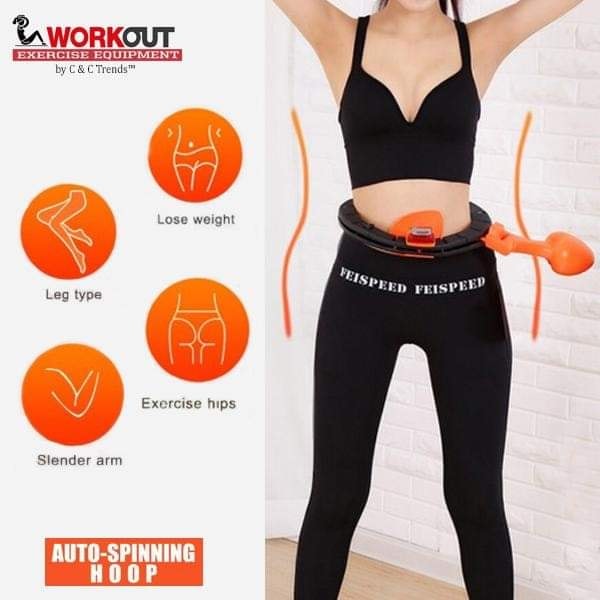 WORKOUT
EXERCISE EQUIPMENT
by C & C Trends™
Lose weight
Leg type
Exercise hips
Slender arm
FEISPEED FEISPEED
AUTO-SPINNING
HOOP